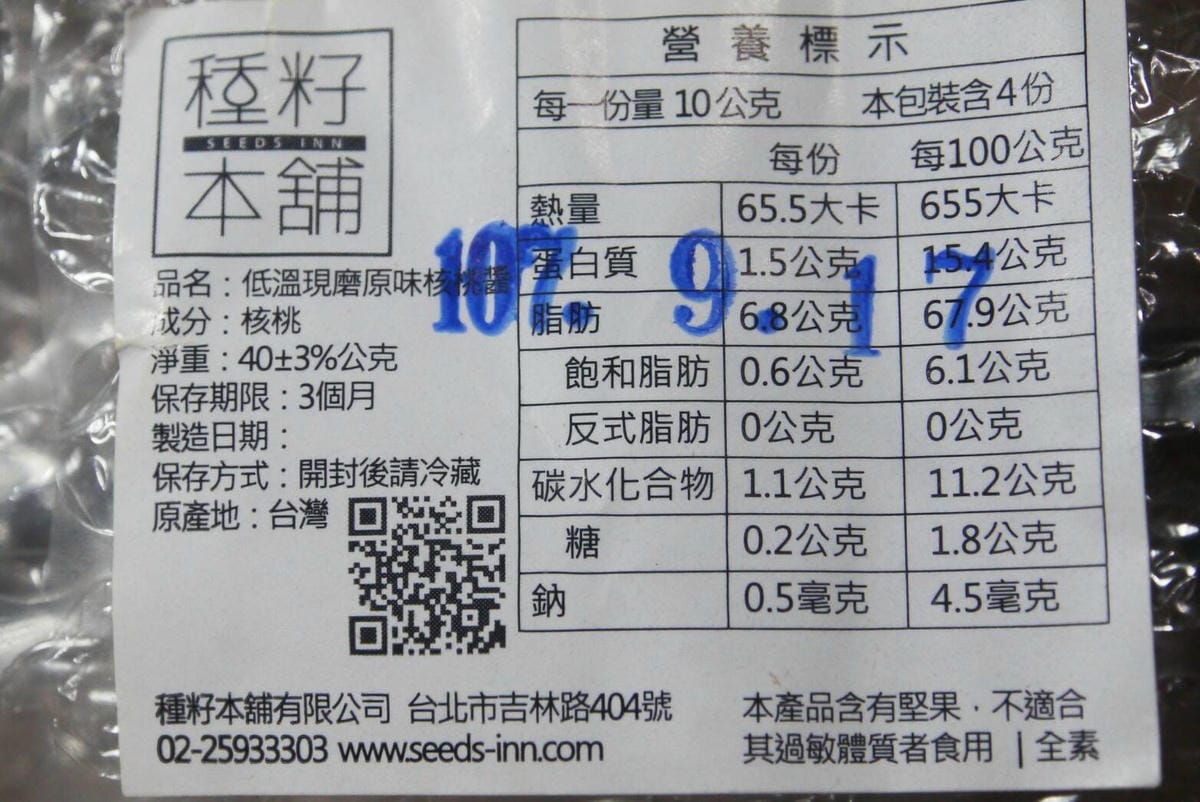 種籽
SEEDS INN
本舖
品名：低溫現磨原味核桃醬
成分：核桃
淨重：40±3%公克
保存期限：3個月
製造日期：
保存方式：開封後請冷藏
原產地：台灣
107. 9. 17
營養標示
每一份量 10公克 本包裝含4份
每份 每100公克
熱量 65.5大卡 655大卡
蛋白質 1.5公克 15.4公克
脂肪 6.8公克 67.9公克
飽和脂肪 0.6公克 6.1公克
反式脂肪 0公克 0公克
碳水化合物 1.1公克 11.2公克
糖 0.2公克 1.8公克
鈉 0.5毫克 4.5毫克
種籽本舖有限公司 台北市吉林路404號
02-25933303 www.seeds-inn.com
本產品含有堅果．不適合
其過敏體質者食用 | 全素